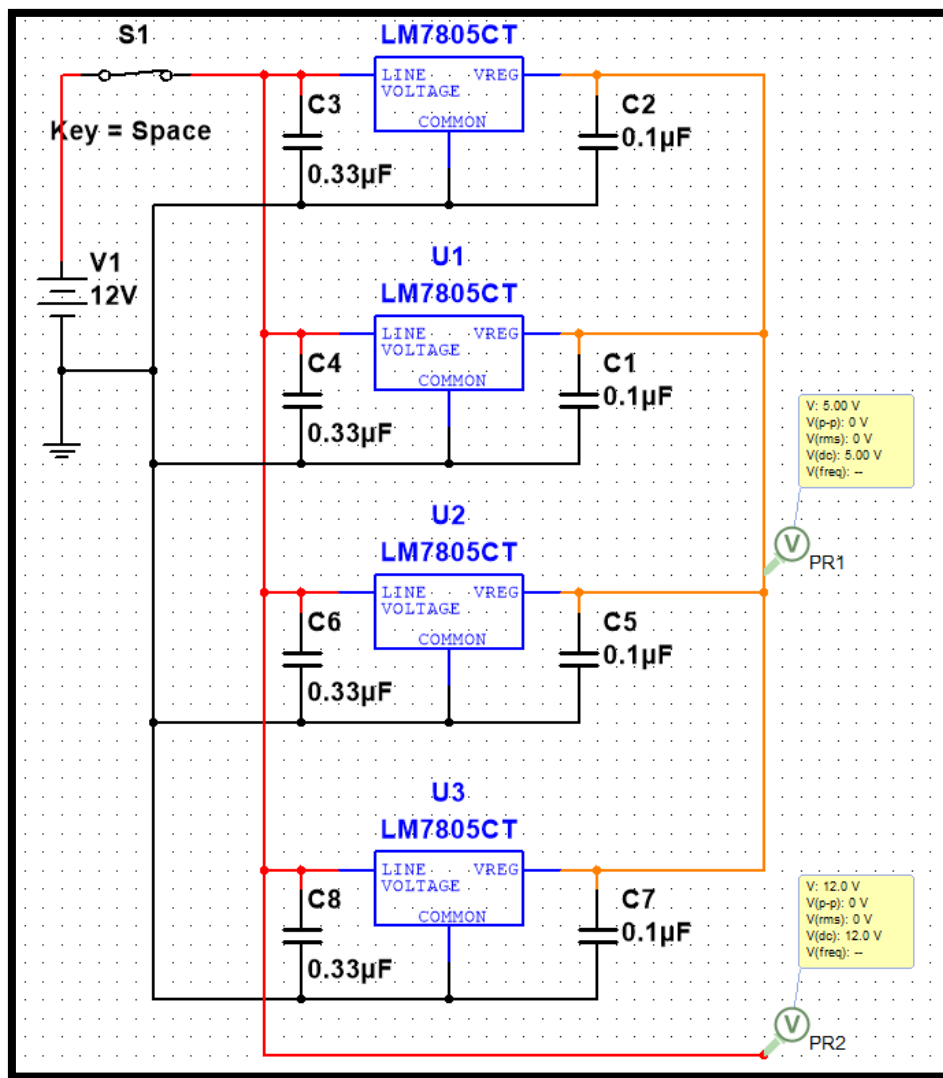 S1
LM7805CT
LINE VREG
VOLTAGE
COMMON
C3
0.33µF
C2
0.1µF
Key = Space
V1
12V
U1
LM7805CT
LINE VREG
VOLTAGE
COMMON
C4
0.33µF
C1
0.1µF
V: 5.00 V
V(p-p): 0 V
V(rms): 0 V
V(dc): 5.00 V
V(freq): --
V
PR1
U2
LM7805CT
LINE VREG
VOLTAGE
COMMON
C6
0.33µF
C5
0.1µF
U3
LM7805CT
LINE VREG
VOLTAGE
COMMON
C8
0.33µF
C7
0.1µF
V: 12.0 V
V(p-p): 0 V
V(rms): 0 V
V(dc): 12.0 V
V(freq): --
V
PR2